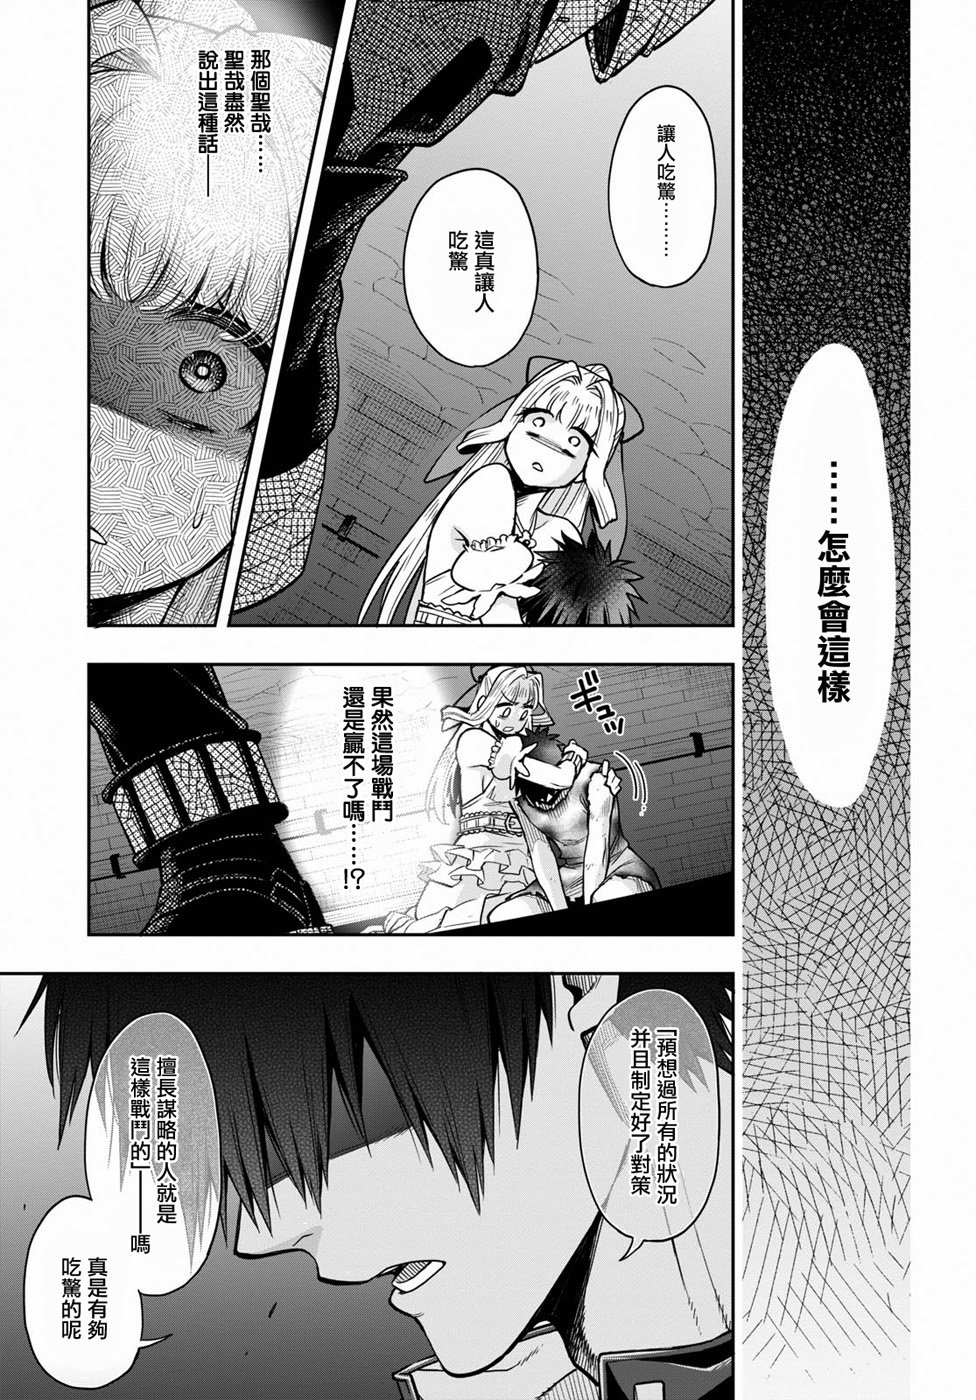 ……怎麼會這樣
讓人吃驚………
這真讓人
吃驚
那個聖哉……
聖哉盡然
說出這種話——
ギュッ
果然這場戰鬥
還是贏不了嗎……!?
「預想過所有的狀況
并且制定好了對策
擅長謀略的人就是
這樣戰鬥的」——嗎
真是有夠
吃驚的呢